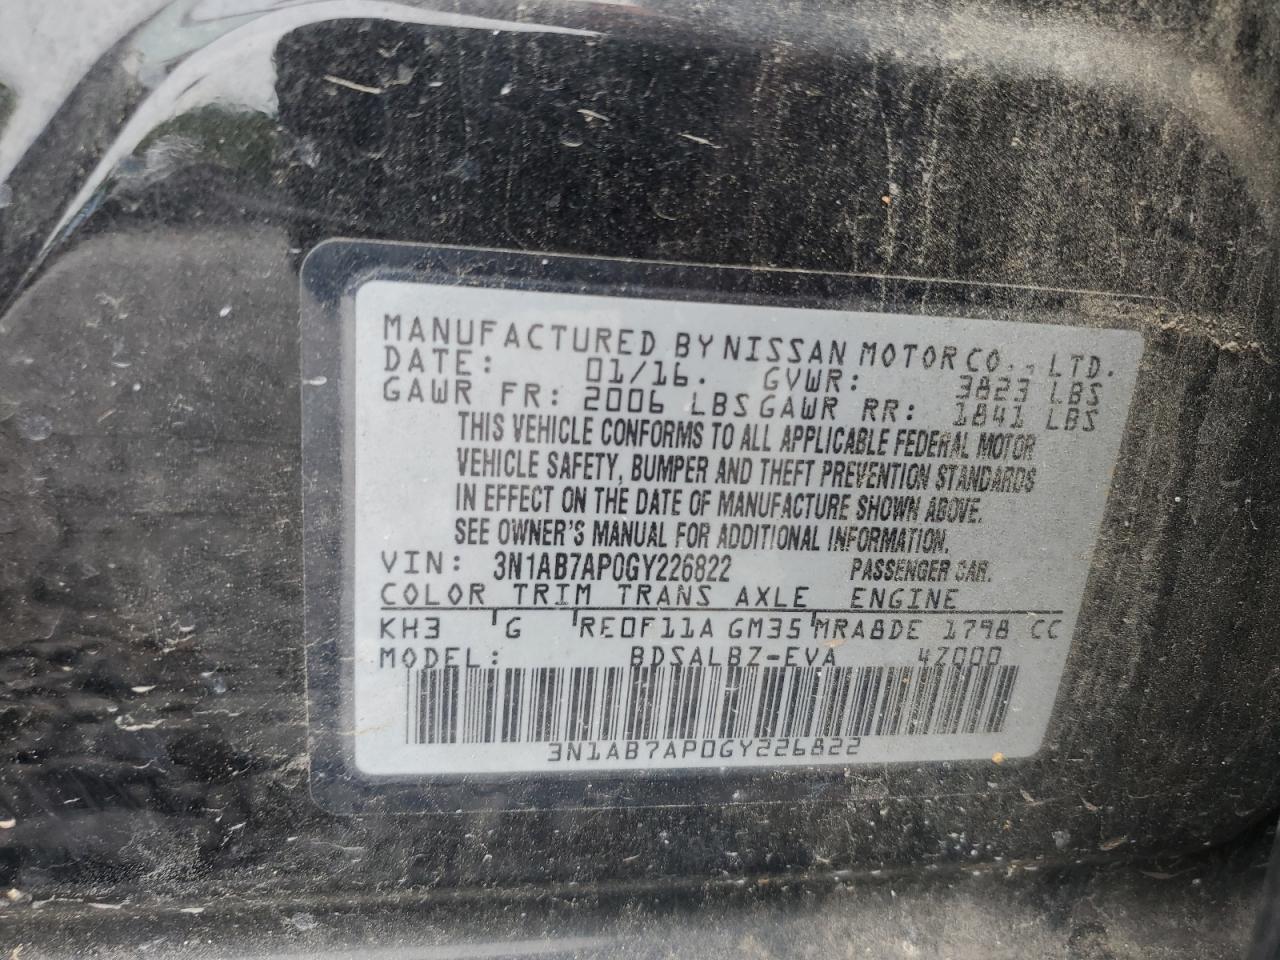 MANUFACTURED BY NISSAN MOTOR CO., LTD.
DATE: 01/16. GVWR: 3823 LBS
GAWR FR: 2006 LBS GAWR RR: 1841 LBS
THIS VEHICLE CONFORMS TO ALL APPLICABLE FEDERAL MOTOR
VEHICLE SAFETY, BUMPER AND THEFT PREVENTION STANDARDS
IN EFFECT ON THE DATE OF MANUFACTURE SHOWN ABOVE.
SEE OWNER'S MANUAL FOR ADDITIONAL INFORMATION.
VIN: 3N1AB7AP0GY226822 PASSENGER CAR.
COLOR TRIM TRANS AXLE ENGINE
KH3 G RE0F11A GM35 MRA8DE 1798 CC
MODEL: BDSALBZ-EVA 4Z000
3N1AB7AP0GY226822